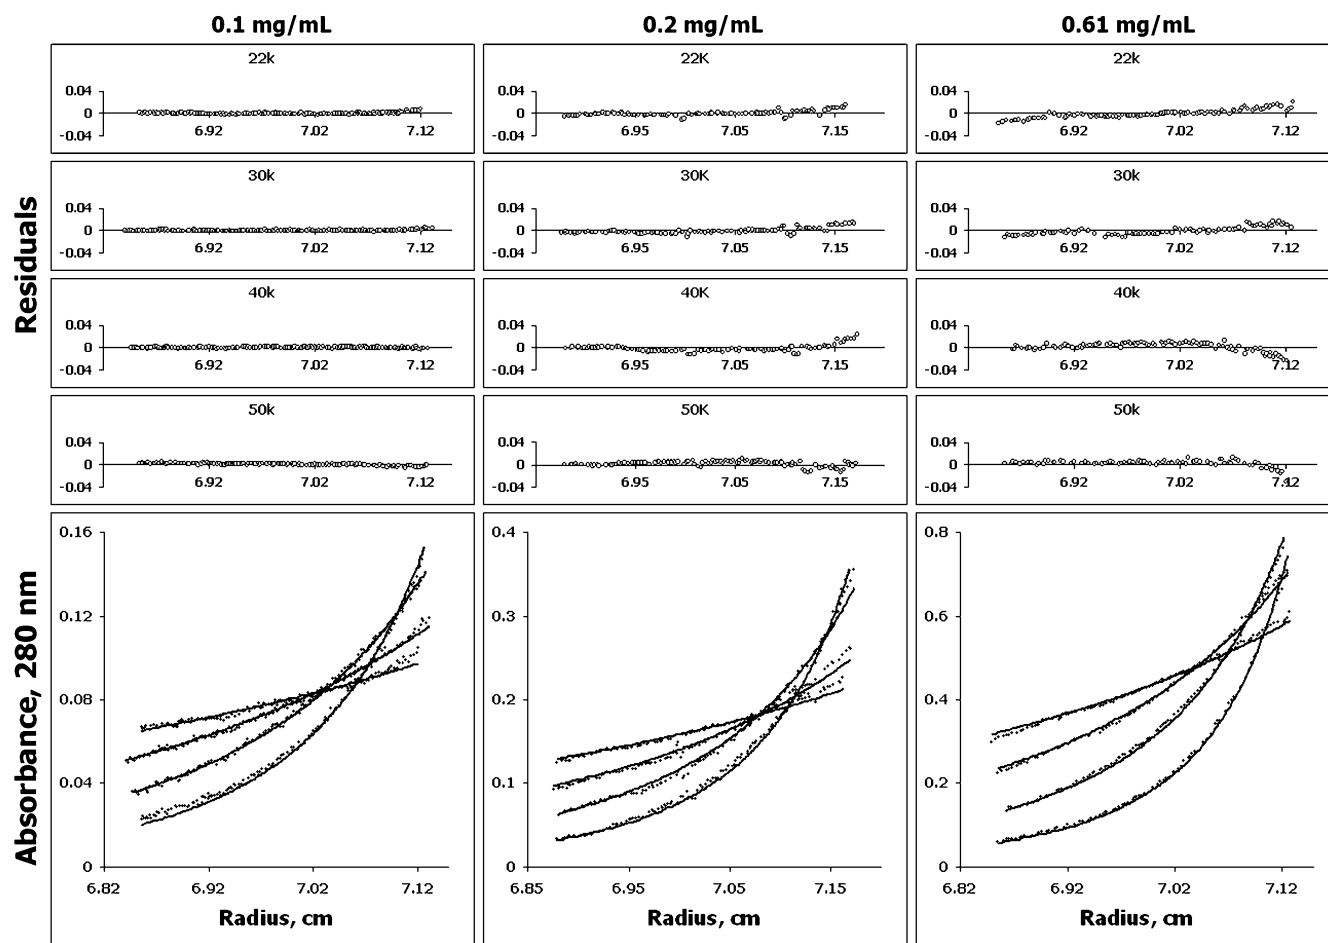 0.1 mg/mL 0.2 mg/mL 0.61 mg/mL
22k 22K 22k
0.04 0.04 0.04
0 0 0
-0.04 6.92 7.02 7.12 -0.04 6.95 7.05 7.15 -0.04 6.92 7.02 7.12
30k 30K 30k
0.04 0.04 0.04
0 0 0
-0.04 6.92 7.02 7.12 -0.04 6.95 7.05 7.15 -0.04 6.92 7.02 7.12
Residuals
40k 40K 40k
0.04 0.04 0.04
0 0 0
-0.04 6.92 7.02 7.12 -0.04 6.95 7.05 7.15 -0.04 6.92 7.02 7.12
50k 50K 50k
0.04 0.04 0.04
0 0 0
-0.04 6.92 7.02 7.12 -0.04 6.95 7.05 7.15 -0.04 6.92 7.02 7.12
Absorbance, 280 nm
0.16 0.4 0.8
0.12 0.3 0.6
0.08 0.2 0.4
0.04 0.1 0.2
0 0 0
6.82 6.92 7.02 7.12 6.85 6.95 7.05 7.15 6.82 6.92 7.02 7.12
Radius, cm Radius, cm Radius, cm